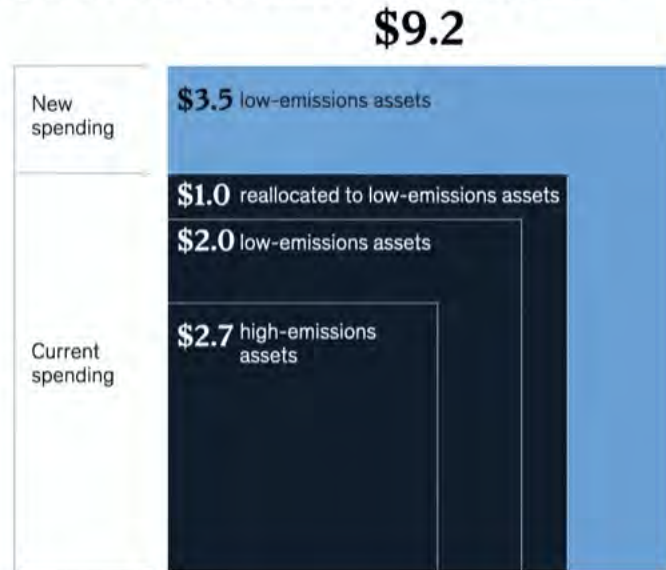 $9.2
New
spending
$3.5 low-emissions assets
$1.0 reallocated to low-emissions assets
$2.0 low-emissions assets
Current
spending
$2.7 high-emissions
assets